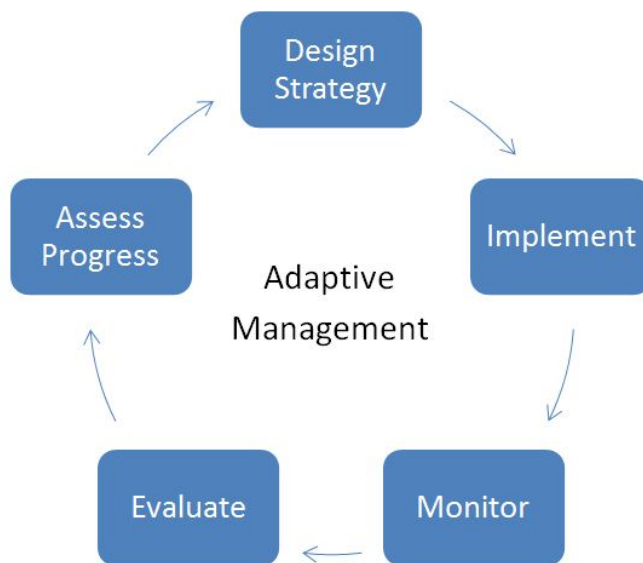 Design
Strategy
Implement
Monitor
Evaluate
Assess
Progress
Adaptive
Management